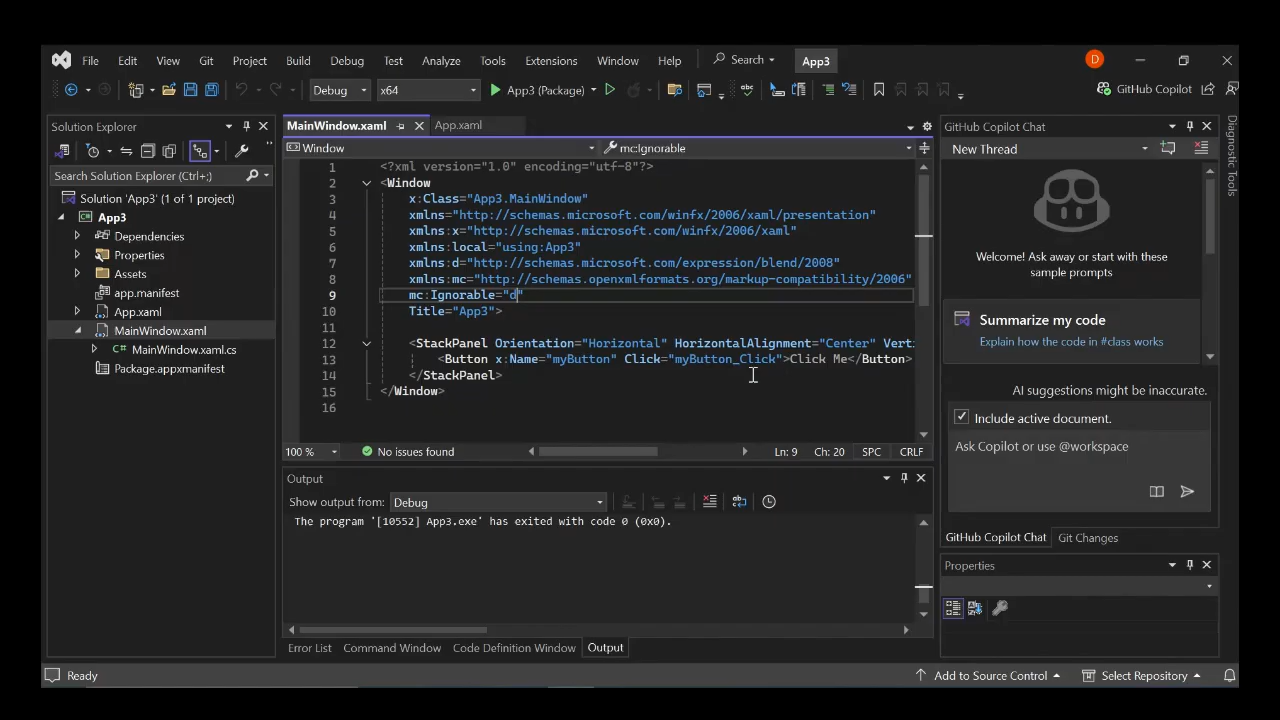 File Edit View Git Project Build Debug Test Analyze Tools Extensions Window Help Search App3 D
Debug x64 App3 (Package) GitHub Copilot
Solution Explorer
Search Solution Explorer (Ctrl+;)
Solution 'App3' (1 of 1 project)
App3
Dependencies
Properties
Assets
app.manifest
App.xaml
MainWindow.xaml
MainWindow.xaml.cs
Package.appxmanifest
MainWindow.xaml App.xaml
Window mc:Ignorable
1 <?xml version="1.0" encoding="utf-8"?>
2 <Window
3 x:Class="App3.MainWindow"
4 xmlns="http://schemas.microsoft.com/winfx/2006/xaml/presentation"
5 xmlns:x="http://schemas.microsoft.com/winfx/2006/xaml"
6 xmlns:local="using:App3"
7 xmlns:d="http://schemas.microsoft.com/expression/blend/2008"
8 xmlns:mc="http://schemas.openxmlformats.org/markup-compatibility/2006"
9 mc:Ignorable="d"
10 Title="App3">
11
12 <StackPanel Orientation="Horizontal" HorizontalAlignment="Center" Verti
13 <Button x:Name="myButton" Click="myButton_Click">Click Me</Button>
14 </StackPanel>
15 </Window>
16
100 % No issues found Ln: 9 Ch: 20 SPC CRLF
Output
Show output from: Debug
The program '[10552] App3.exe' has exited with code 0 (0x0).
Error List Command Window Code Definition Window Output
GitHub Copilot Chat
New Thread
Welcome! Ask away or start with these
sample prompts
Summarize my code
Explain how the code in #class works
AI suggestions might be inaccurate.
Include active document.
Ask Copilot or use @workspace
GitHub Copilot Chat Git Changes
Properties
Diagnostic Tools
Ready Add to Source Control Select Repository